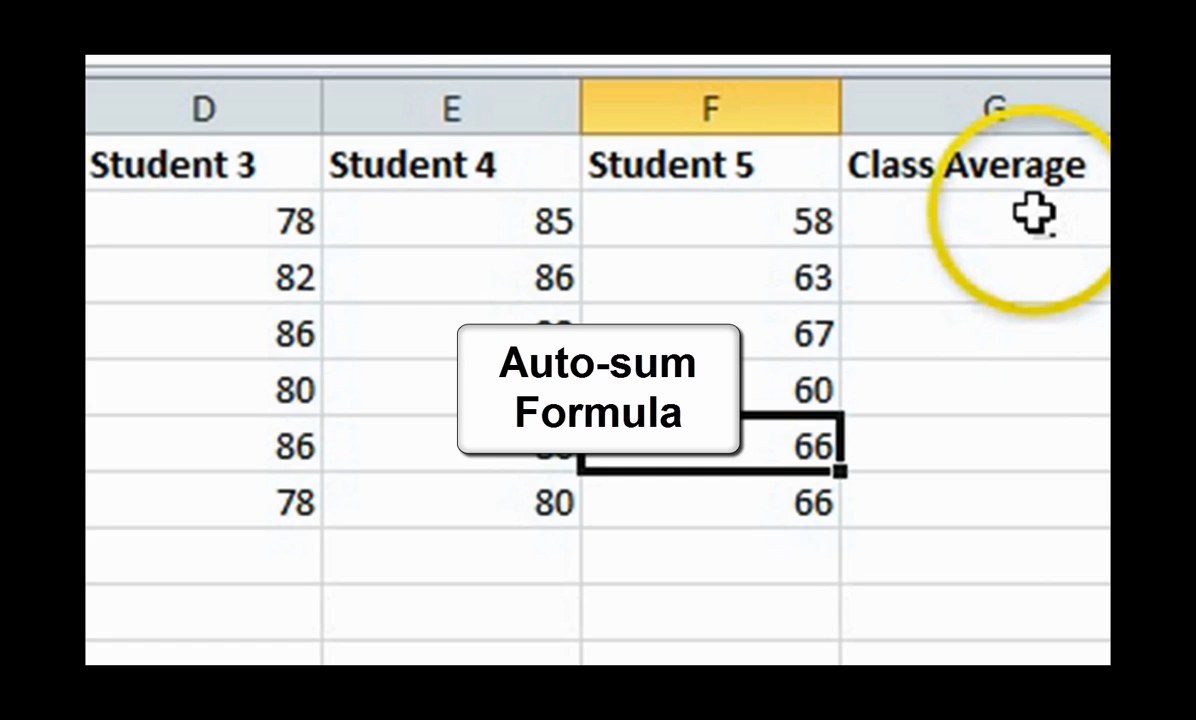 D E F G
Student 3 Student 4 Student 5 Class Average
78 85 58
82 86 63
86 67
Auto-sum
Formula
80 60
86 66
78 80 66